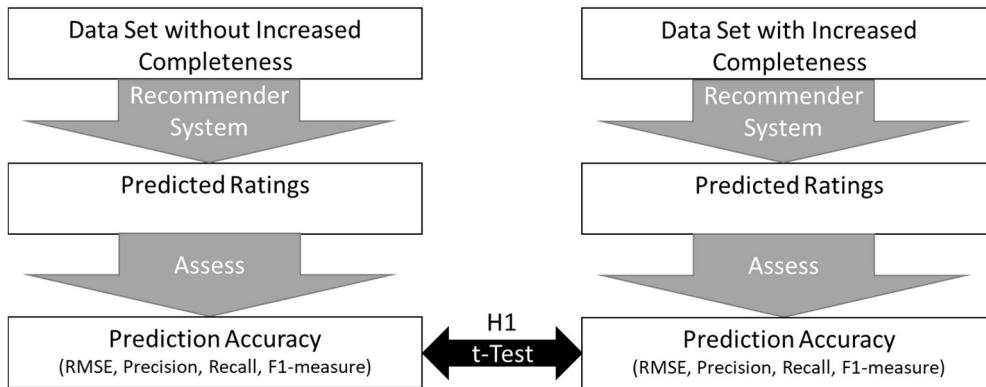 Data Set without Increased
Completeness
Recommender
System
Predicted Ratings
Assess
Prediction Accuracy
(RMSE, Precision, Recall, F1-measure)
H1
t-Test
Data Set with Increased
Completeness
Recommender
System
Predicted Ratings
Assess
Prediction Accuracy
(RMSE, Precision, Recall, F1-measure)